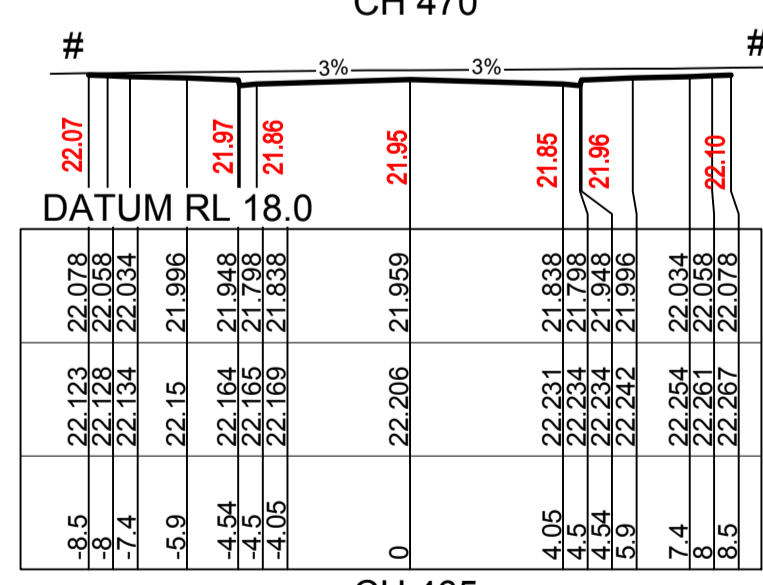 CH 470
# #
3% 3%
22.07 21.97 21.86 21.95 21.85 21.96 22.10
DATUM RL 18.0
22.078 22.058 22.034 21.996 21.948 21.798 21.838 21.959 21.838 21.798 21.948 21.996 22.034 22.058 22.078
22.123 22.128 22.134 22.15 22.164 22.165 22.169 22.206 22.231 22.234 22.234 22.242 22.254 22.261 22.267
-8.5 -8 -7.4 -5.9 -4.54 -4.5 -4.05 0 4.05 4.5 4.54 5.9 7.4 8 8.5